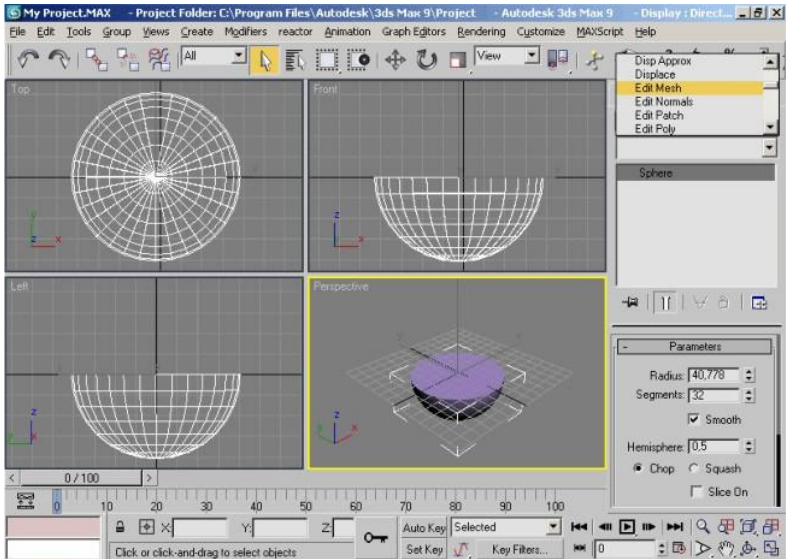 My Project.MAX - Project Folder: C:\Program Files\Autodesk\3ds Max 9\Project - Autodesk 3ds Max 9 - Display : Direct...
File Edit Tools Group Views Create Modifiers reactor Animation Graph Editors Rendering Customize MAXScript Help
All
View
Disp Approx
Displace
Edit Mesh
Edit Normals
Edit Patch
Edit Poly
Top
Front
Left
Perspective
Sphere
- Parameters
Radius: 40,778
Segments: 32
Smooth
Hemisphere: 0,5
Chop Squash
Slice On
< 0 / 100 >
0 10 20 30 40 50 60 70 80 90 100
X: Y: Z: Auto Key Selected
Click or click-and-drag to select objects Set Key Key Filters... 0